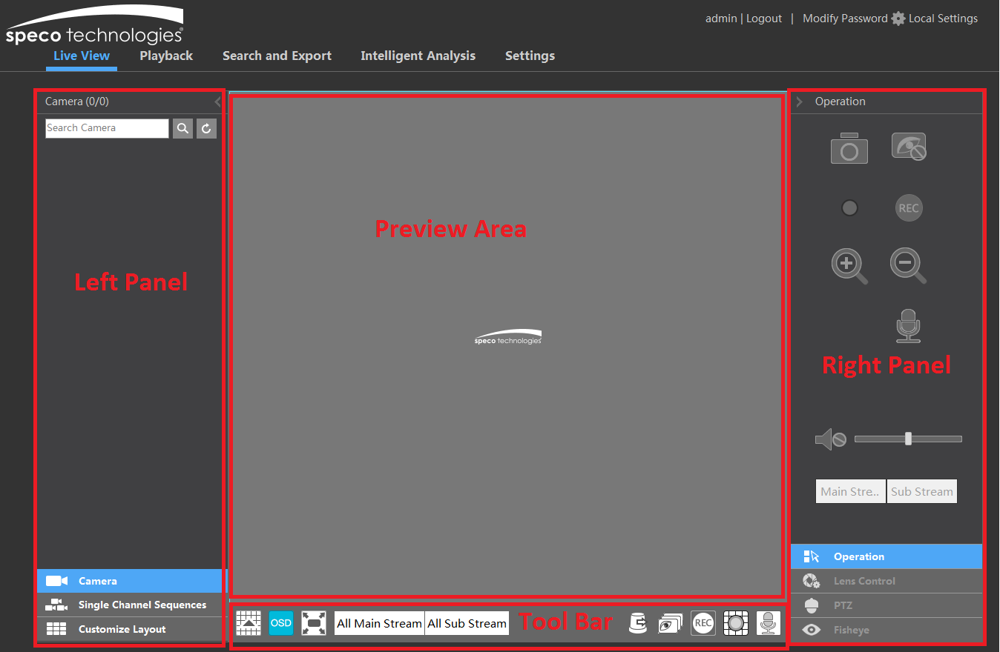 speco technologies®
admin | Logout | Modify Password Local Settings
Live View Playback Search and Export Intelligent Analysis Settings
Camera (0/0)
Search Camera
Left Panel
Camera
Single Channel Sequences
Customize Layout
Preview Area
speco technologies®
OSD All Main Stream All Sub Stream Tool Bar REC
Operation
REC
Right Panel
Main Stre.. Sub Stream
Operation
Lens Control
PTZ
Fisheye